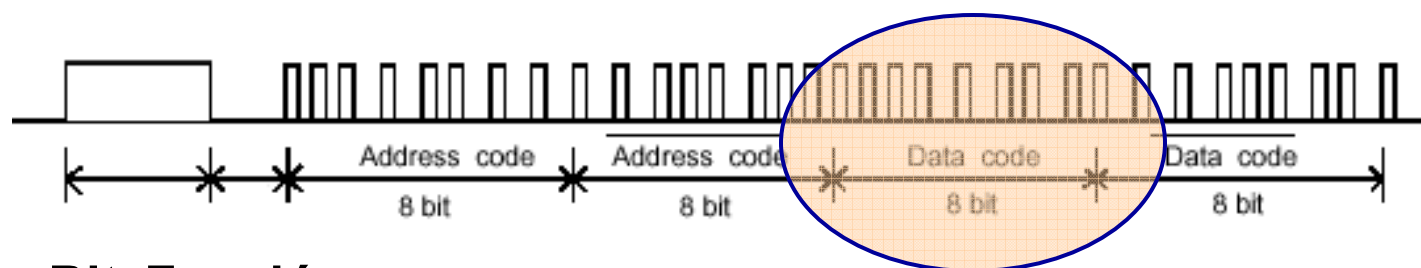 Address code Address code Data code Data code
8 bit 8 bit 8 bit 8 bit